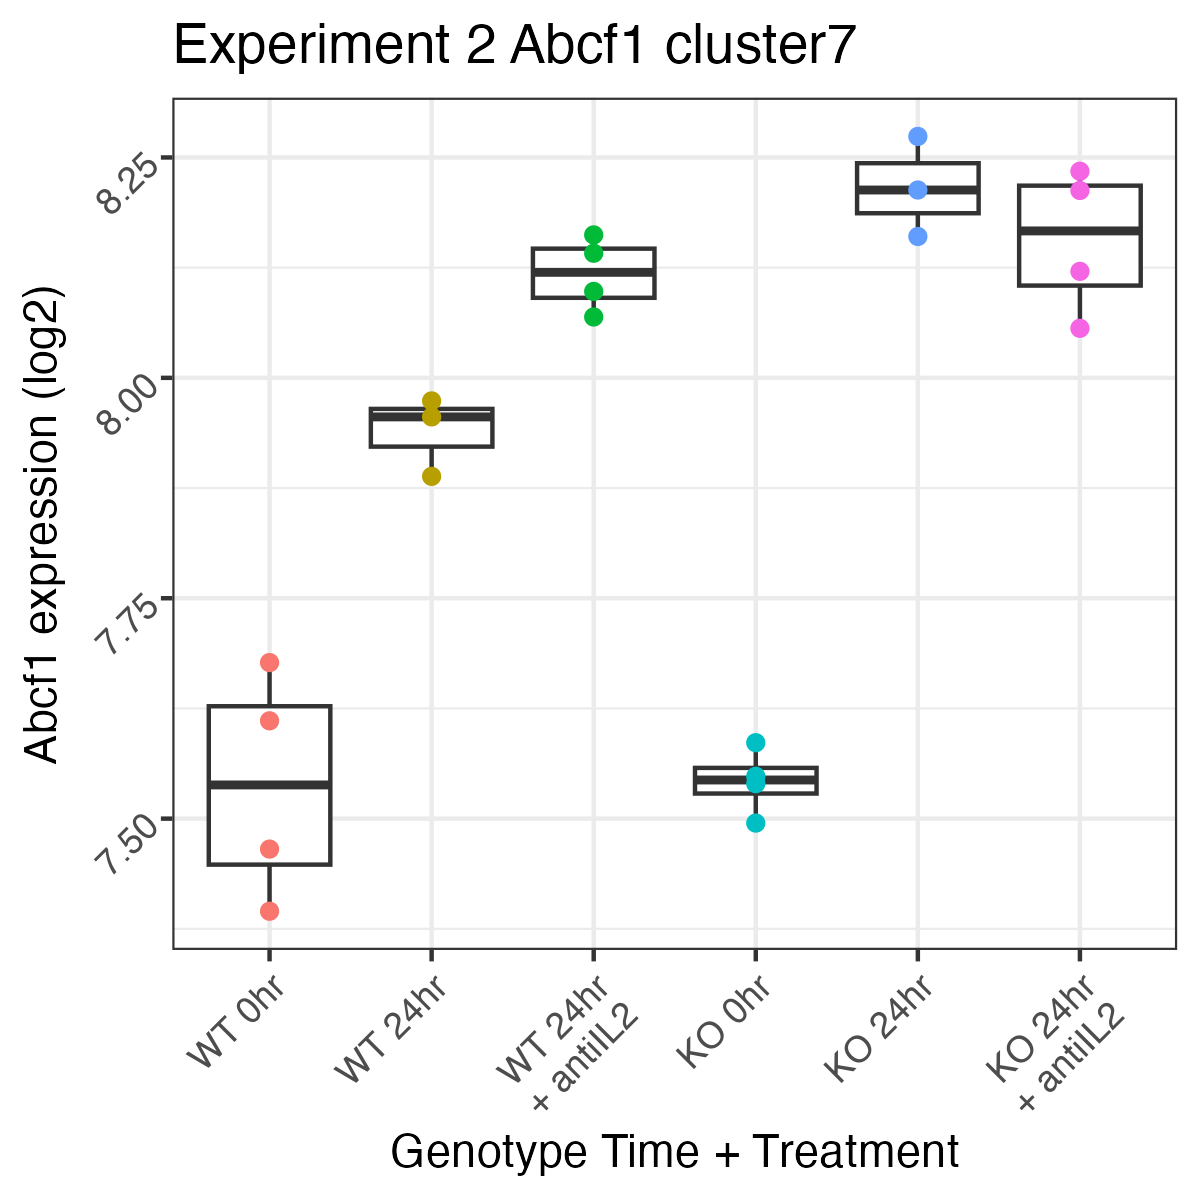 Experiment 2 Abcf1 cluster7
Abcf1 expression (log2)
8.25
8.00
7.75
7.50
WT 0hr
WT 24hr
WT 24hr
+ antiIL2
KO 0hr
KO 24hr
KO 24hr
+ antiIL2
Genotype Time + Treatment